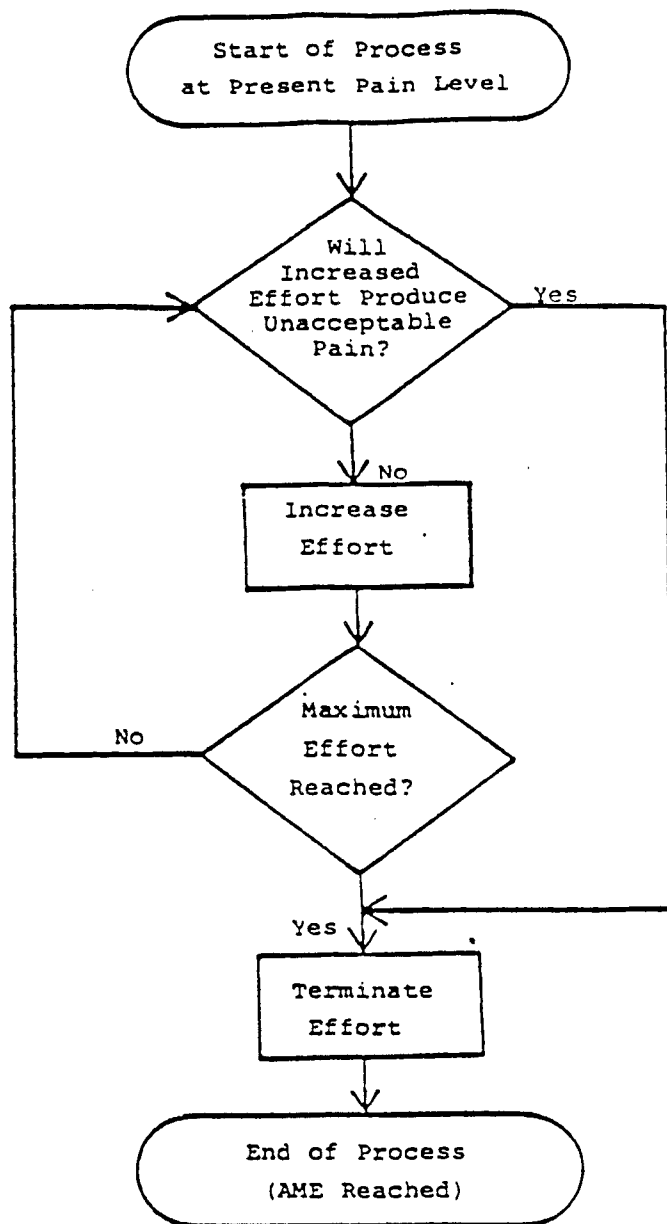 Start of Process
at Present Pain Level
Will
Increased
Effort Produce
Unacceptable
Pain?
Yes
No
Increase
Effort
Maximum
Effort
Reached?
No
Yes
Terminate
Effort
End of Process
(AME Reached)